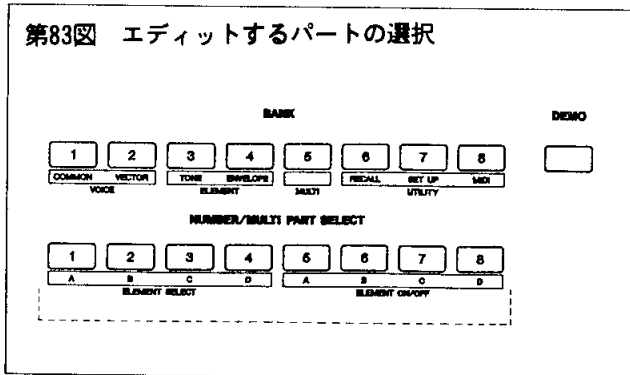 第83図 エディットするパートの選択
BANK DEMO
1 2 3 4 5 6 7 8
COMMON VECTOR TONE ENVELOPE RECALL SET UP MIDI
VOICE ELEMENT MULTI UTILITY
NUMBER/MULTI PART SELECT
1 2 3 4 5 6 7 8
A B C D A B C D
ELEMENT SELECT ELEMENT ON/OFF